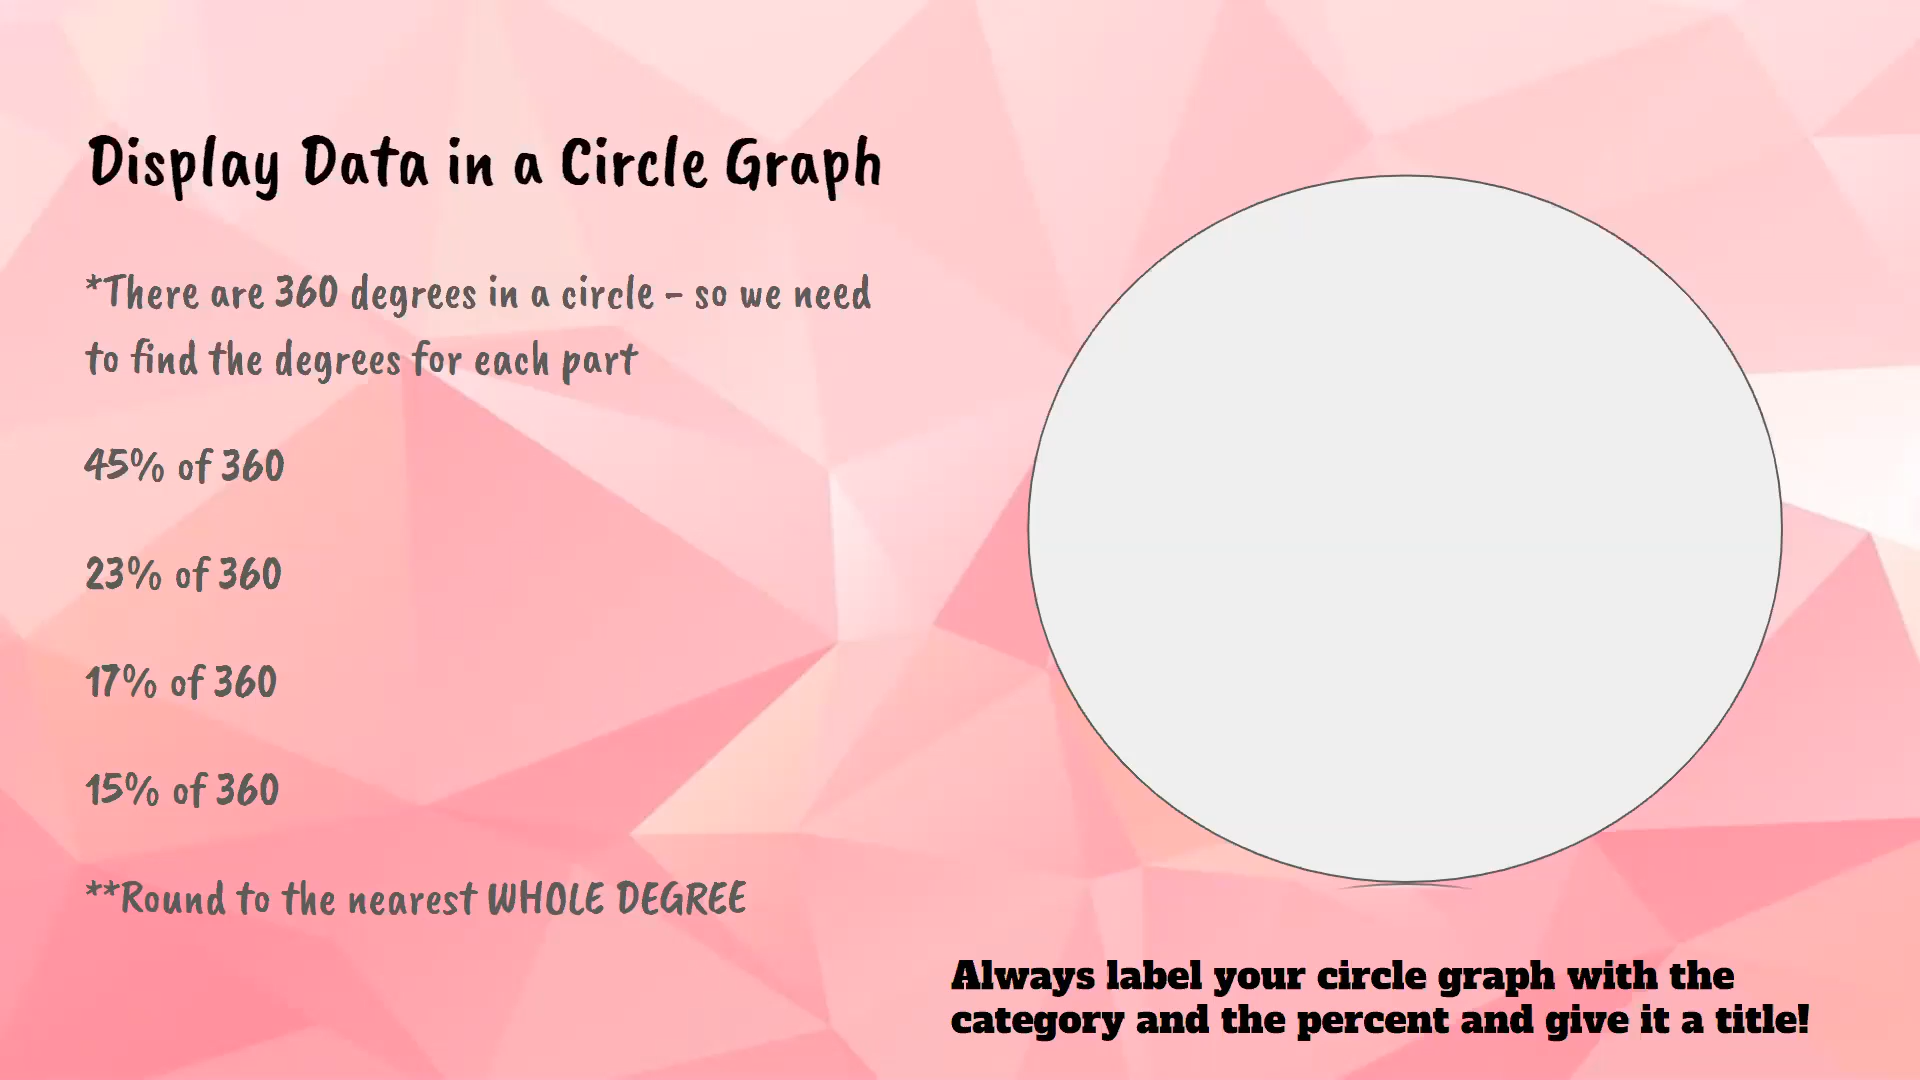 Display Data in a Circle Graph
*There are 360 degrees in a circle – so we need
to find the degrees for each part
45% of 360
23% of 360
17% of 360
15% of 360
**Round to the nearest WHOLE DEGREE
Always label your circle graph with the
category and the percent and give it a title!